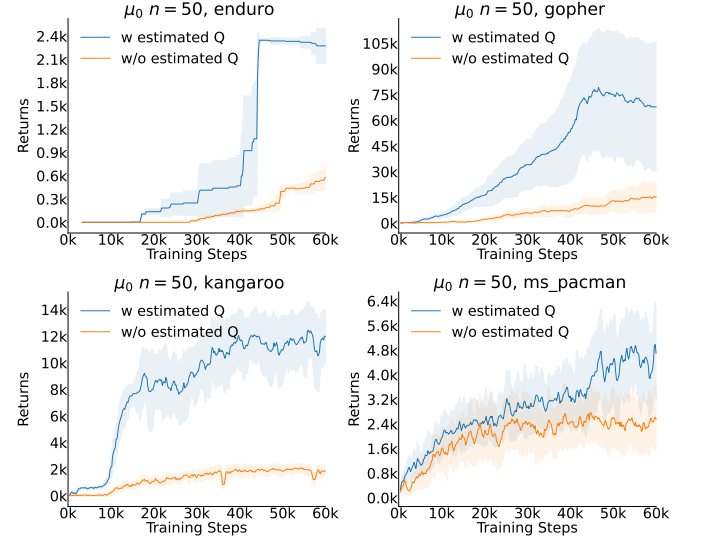 μ₀ n = 50, enduro
w estimated Q
w/o estimated Q
2.4k
2.1k
1.8k
1.5k
1.2k
0.9k
0.6k
0.3k
0.0k
Returns
0k 10k 20k 30k 40k 50k 60k
Training Steps
μ₀ n = 50, gopher
w estimated Q
w/o estimated Q
105k
90k
75k
60k
45k
30k
15k
0k
Returns
0k 10k 20k 30k 40k 50k 60k
Training Steps
μ₀ n = 50, kangaroo
w estimated Q
w/o estimated Q
14k
12k
10k
8k
6k
4k
2k
0k
Returns
0k 10k 20k 30k 40k 50k 60k
Training Steps
μ₀ n = 50, ms_pacman
w estimated Q
w/o estimated Q
6.4k
5.6k
4.8k
4.0k
3.2k
2.4k
1.6k
0.8k
0.0k
Returns
0k 10k 20k 30k 40k 50k 60k
Training Steps